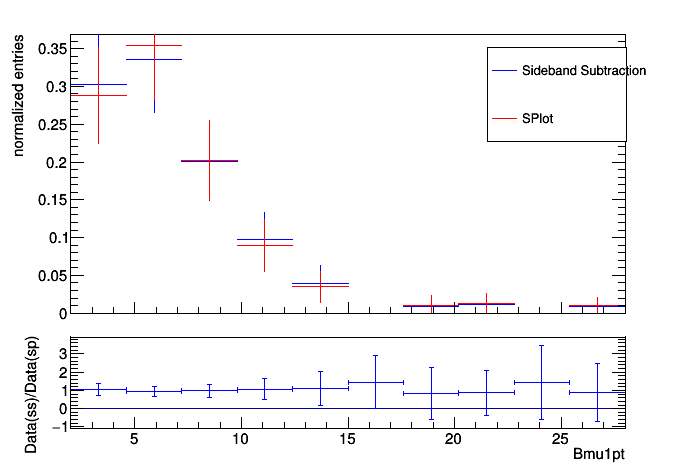 normalized entries
0.35
0.3
0.25
0.2
0.15
0.1
0.05
0
Sideband Subtraction
SPlot
Data(ss)/Data(sp)
3
2
1
0
−1
5 10 15 20 25
Bmu1pt